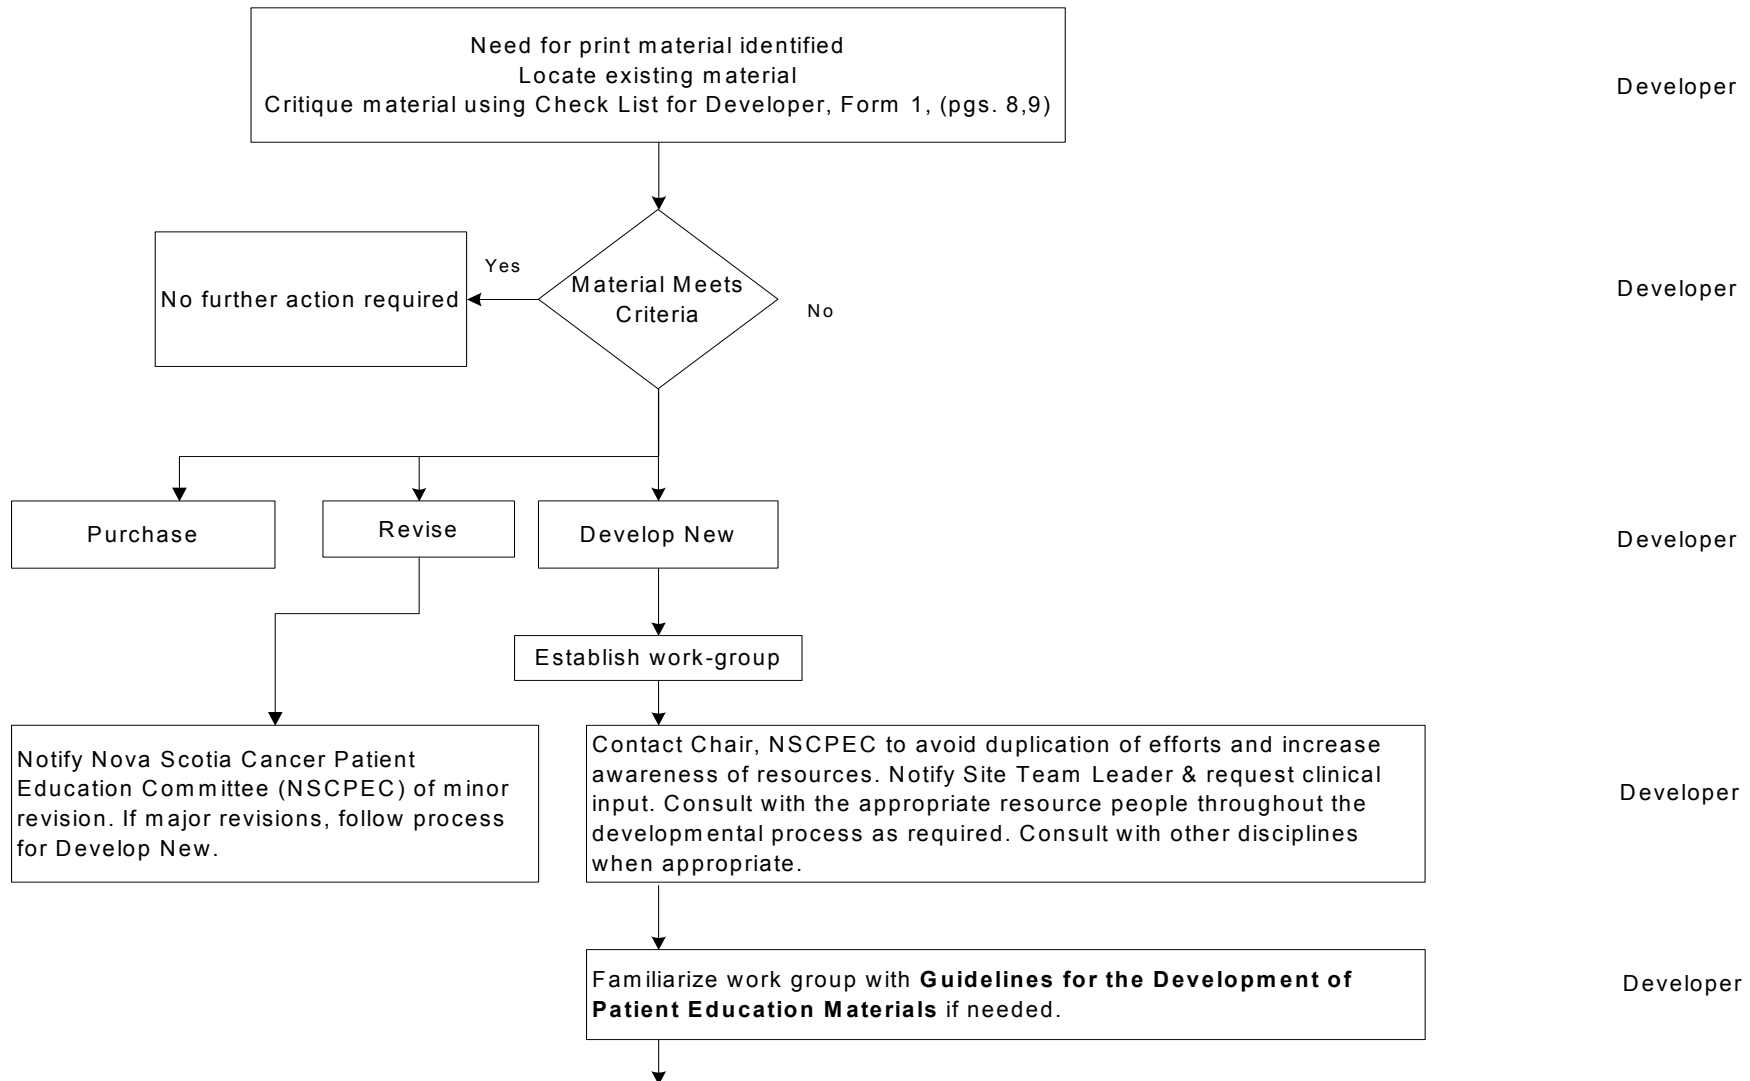 Need for print material identified
Locate existing material
Critique material using Check List for Developer, Form 1, (pgs. 8,9)
Developer
Yes
No further action required
Material Meets
Criteria
No
Developer
Purchase
Revise
Develop New
Developer
Establish work-group
Notify Nova Scotia Cancer Patient
Education Committee (NSCPEC) of minor
revision. If major revisions, follow process
for Develop New.
Contact Chair, NSCPEC to avoid duplication of efforts and increase
awareness of resources. Notify Site Team Leader & request clinical
input. Consult with the appropriate resource people throughout the
developmental process as required. Consult with other disciplines
when appropriate.
Developer
Familiarize work group with Guidelines for the Development of
Patient Education Materials if needed.
Developer